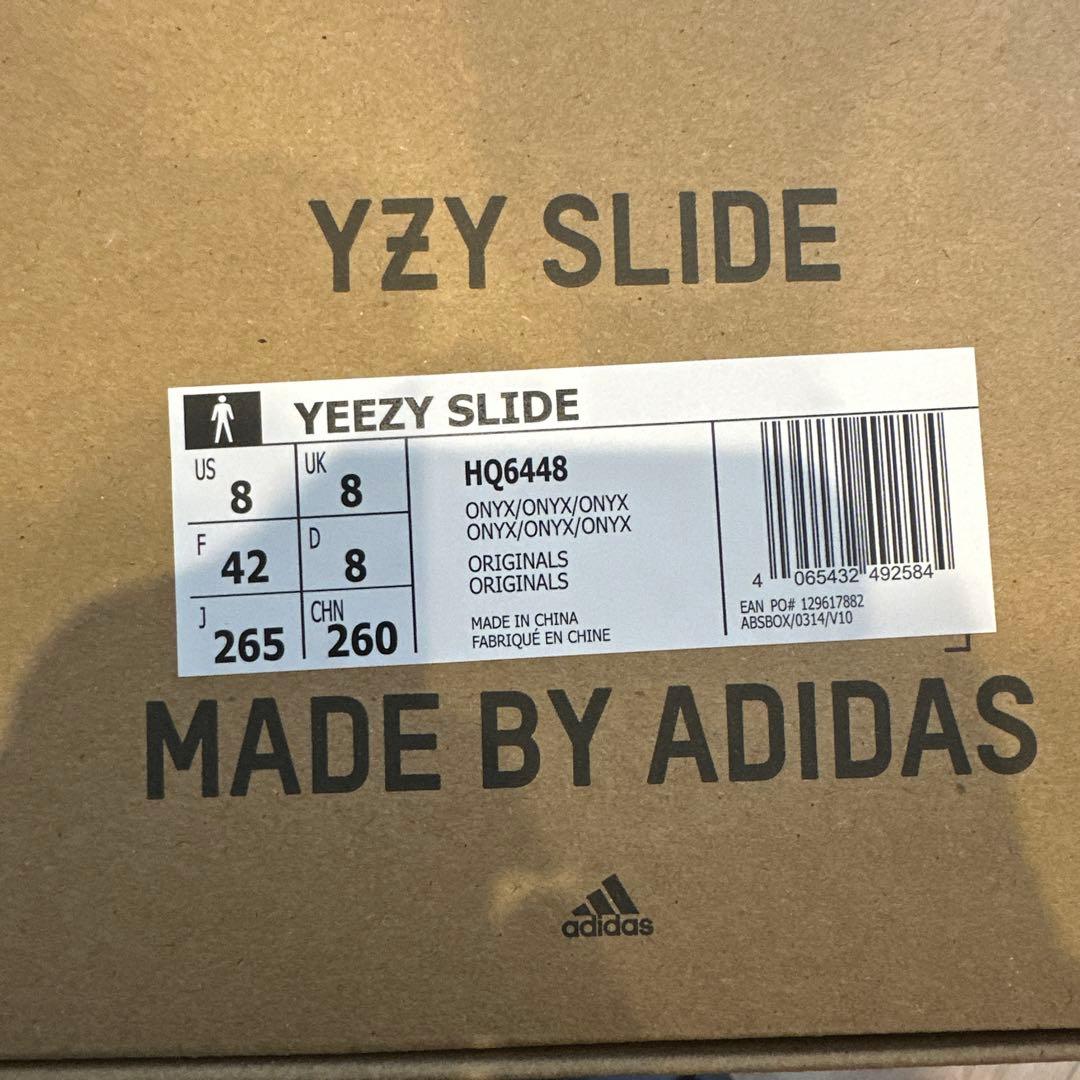 YZY SLIDE
YEEZY SLIDE
US 8 UK 8
F 42 D 8
J 265 CHN 260
HQ6448
ONYX/ONYX/ONYX
ONYX/ONYX/ONYX
ORIGINALS
ORIGINALS
MADE IN CHINA
FABRIQUÉ EN CHINE
4 065432 492584
EAN PO# 129617882
ABSBOX/0314/V10
MADE BY ADIDAS
adidas